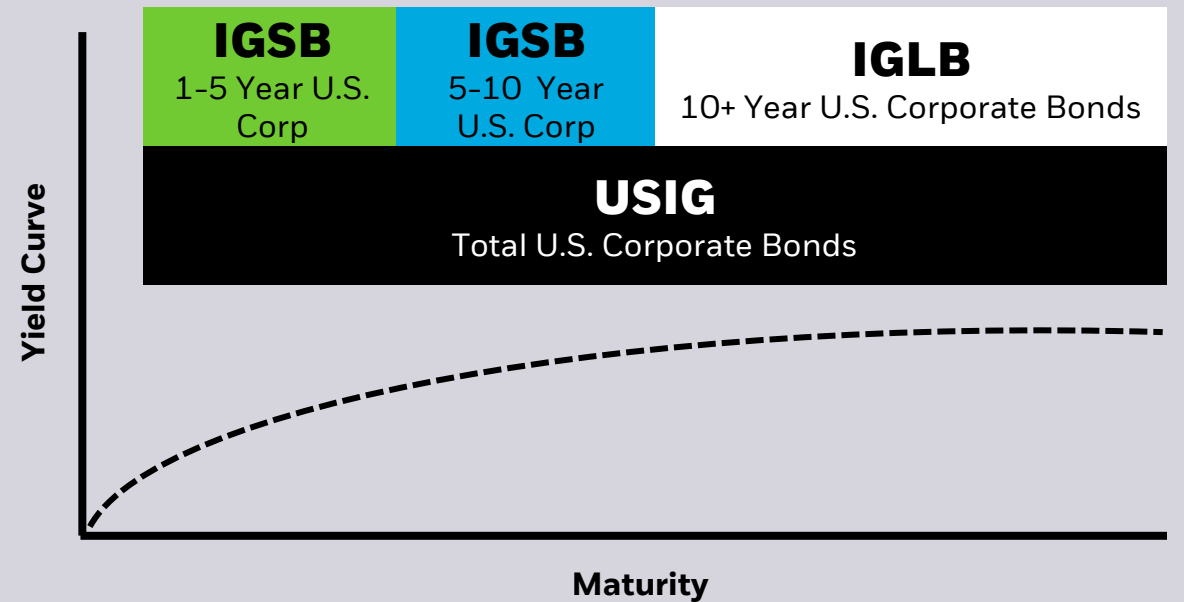 IGSB
1-5 Year U.S.
Corp
IGSB
5-10 Year
U.S. Corp
IGLB
10+ Year U.S. Corporate Bonds
USIG
Total U.S. Corporate Bonds
Yield Curve
Maturity